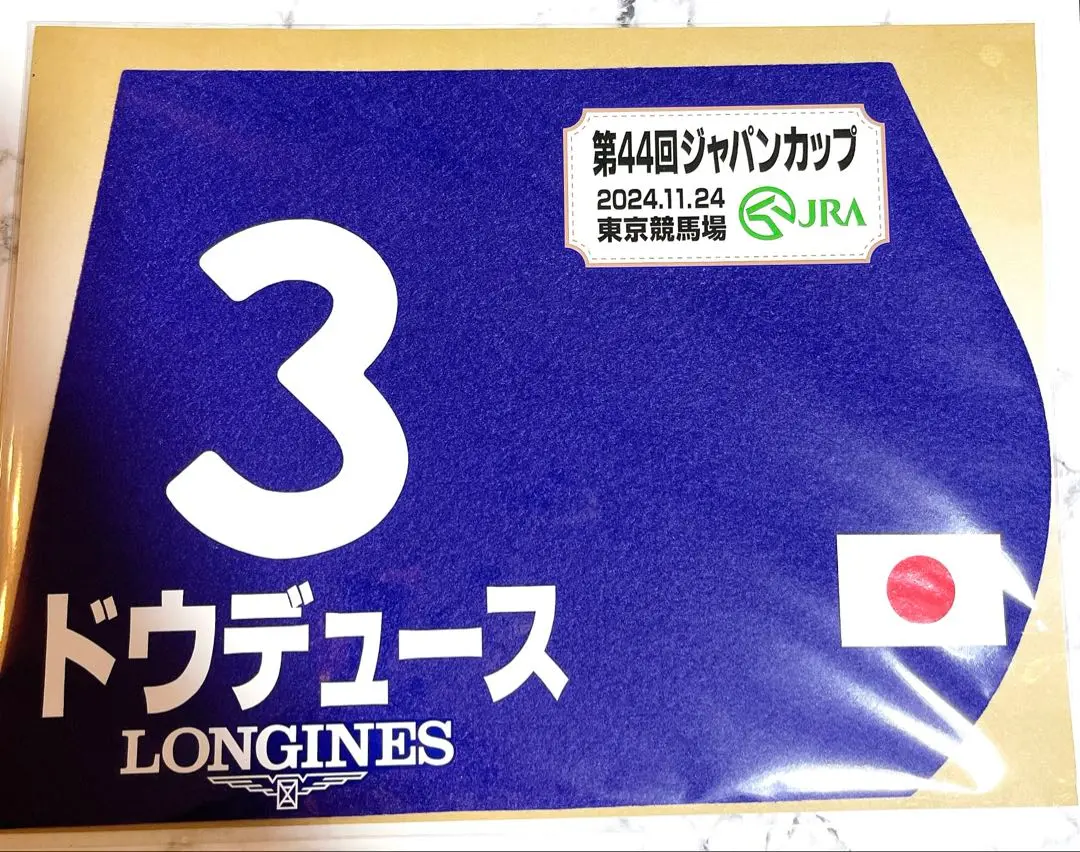 第44回ジャパンカップ
2024.11.24
東京競馬場
JRA
3
ドウデュース
LONGINES